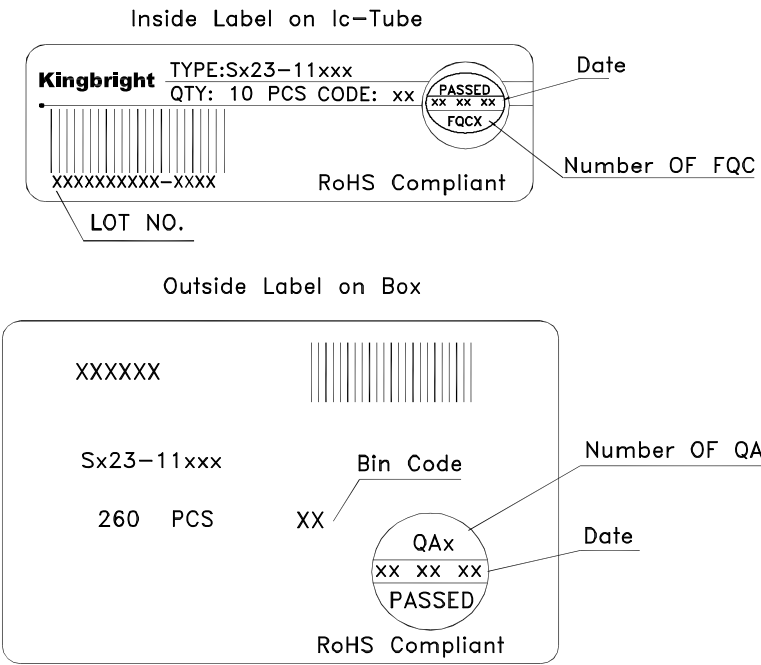 Inside Label on Ic-Tube
Kingbright
TYPE:Sx23-11xxx
QTY: 10 PCS CODE: xx
PASSED
xx xx xx
FQCX
Date
Number OF FQC
XXXXXXXXXX-XXXX
RoHS Compliant
LOT NO.
Outside Label on Box
XXXXXX
Sx23-11xxx
Bin Code
Number OF QA
260 PCS
XX
QAx
xx xx xx
PASSED
Date
RoHS Compliant